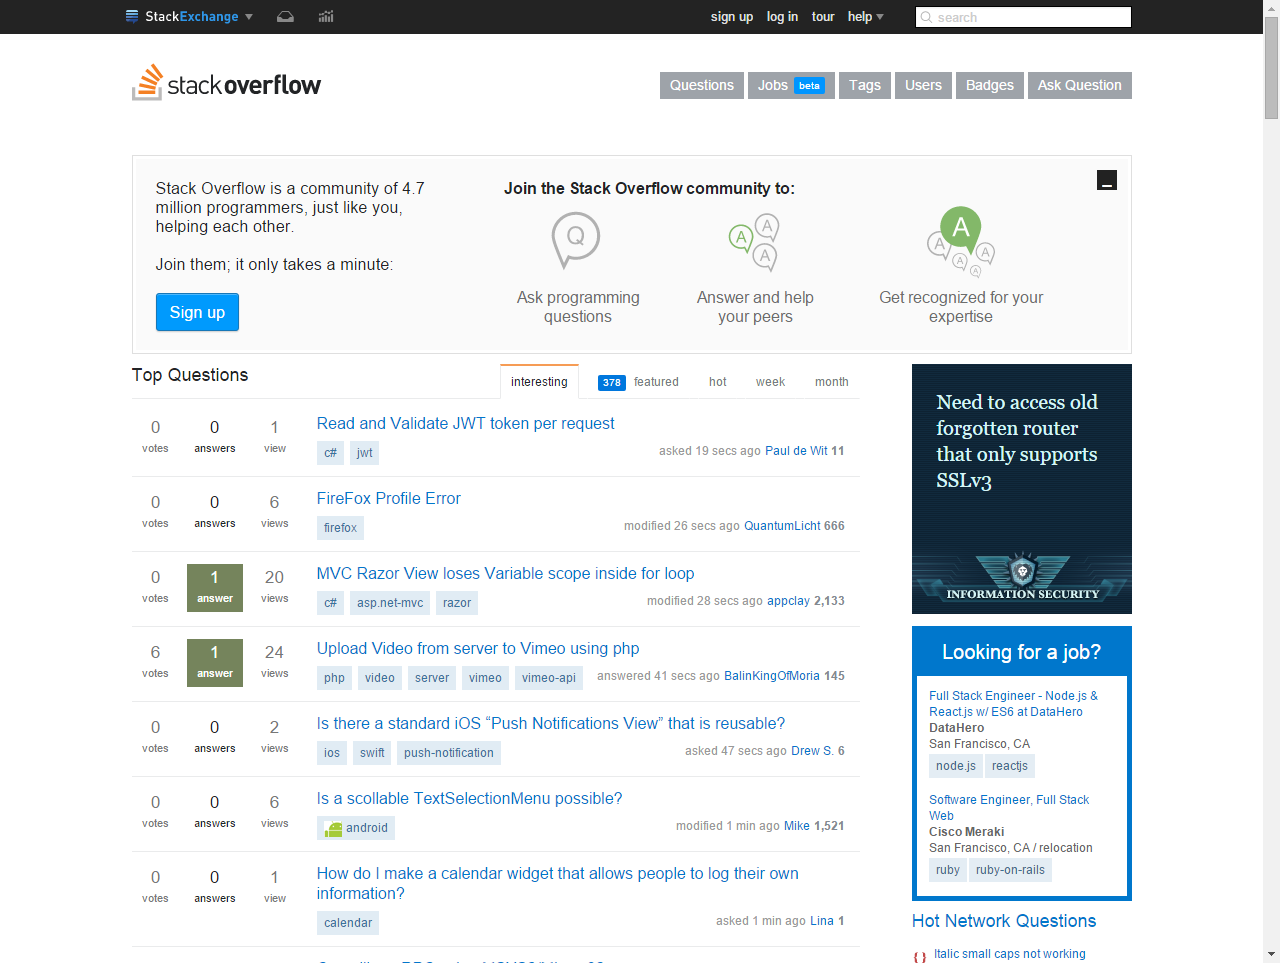 StackExchange
sign up log in tour help
search
stackoverflow
Questions Jobs beta Tags Users Badges Ask Question
Stack Overflow is a community of 4.7
million programmers, just like you,
helping each other.
Join them; it only takes a minute:
Sign up
Join the Stack Overflow community to:
Q
A A A
A A A A A
Ask programming
questions
Answer and help
your peers
Get recognized for your
expertise
Top Questions
interesting 378 featured hot week month
0 votes 0 answers 1 view
Read and Validate JWT token per request
c# jwt
asked 19 secs ago Paul de Wit 11
0 votes 0 answers 6 views
FireFox Profile Error
firefox
modified 26 secs ago QuantumLicht 666
0 votes 1 answer 20 views
MVC Razor View loses Variable scope inside for loop
c# asp.net-mvc razor
modified 28 secs ago appclay 2,133
6 votes 1 answer 24 views
Upload Video from server to Vimeo using php
php video server vimeo vimeo-api
answered 41 secs ago BalinKingOfMoria 145
0 votes 0 answers 2 views
Is there a standard iOS “Push Notifications View” that is reusable?
ios swift push-notification
asked 47 secs ago Drew S. 6
0 votes 0 answers 6 views
Is a scollable TextSelectionMenu possible?
android
modified 1 min ago Mike 1,521
0 votes 0 answers 1 view
How do I make a calendar widget that allows people to log their own
information?
calendar
asked 1 min ago Lina 1
Need to access old
forgotten router
that only supports
SSLv3
INFORMATION SECURITY
Looking for a job?
Full Stack Engineer - Node.js &
React.js w/ ES6 at DataHero
DataHero
San Francisco, CA
node.js reactjs
Software Engineer, Full Stack
Web
Cisco Meraki
San Francisco, CA / relocation
ruby ruby-on-rails
Hot Network Questions
Italic small caps not working